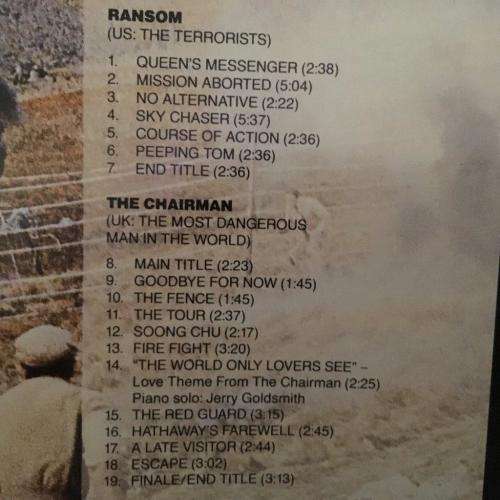 RANSOM
(US: THE TERRORISTS)
1. QUEEN'S MESSENGER (2:38)
2. MISSION ABORTED (5:04)
3. NO ALTERNATIVE (2:22)
4. SKY CHASER (5:37)
5. COURSE OF ACTION (2:36)
6. PEEPING TOM (2:36)
7. END TITLE (2:36)
THE CHAIRMAN
(UK: THE MOST DANGEROUS
MAN IN THE WORLD)
8. MAIN TITLE (2:23)
9. GOODBYE FOR NOW (1:45)
10. THE FENCE (1:45)
11. THE TOUR (2:37)
12. SOONG CHU (2:17)
13. FIRE FIGHT (3:20)
14. "THE WORLD ONLY LOVERS SEE" –
Love Theme From The Chairman (2:25)
Piano solo: Jerry Goldsmith
15. THE RED GUARD (3:15)
16. HATHAWAY'S FAREWELL (2:45)
17. A LATE VISITOR (2:44)
18. ESCAPE (3:02)
19. FINALE/END TITLE (3:13)